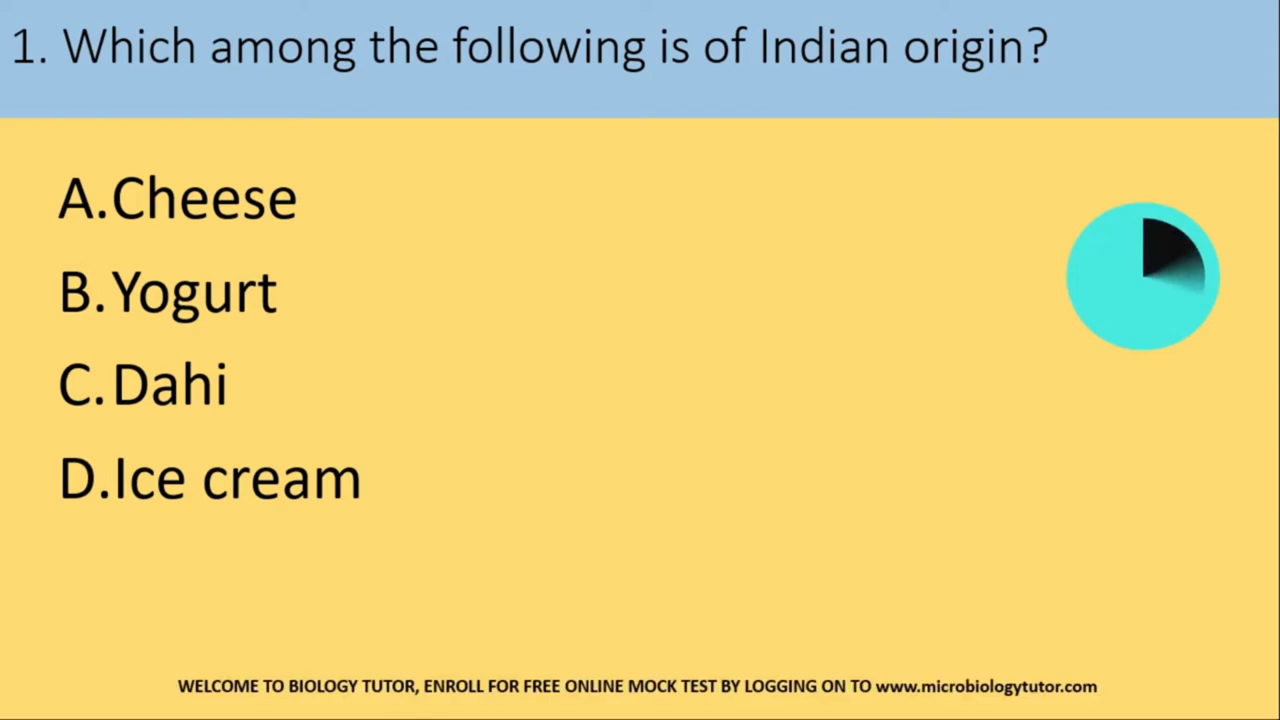 1. Which among the following is of Indian origin?
A.Cheese
B.Yogurt
C.Dahi
D.Ice cream
WELCOME TO BIOLOGY TUTOR, ENROLL FOR FREE ONLINE MOCK TEST BY LOGGING ON TO www.microbiologytutor.com